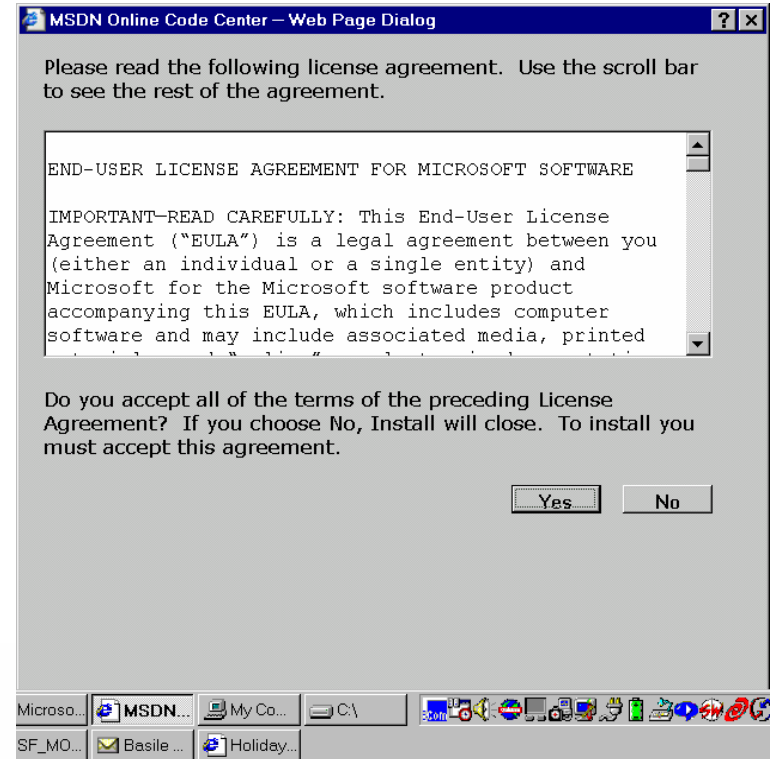 MSDN Online Code Center — Web Page Dialog
Please read the following license agreement. Use the scroll bar
to see the rest of the agreement.
END-USER LICENSE AGREEMENT FOR MICROSOFT SOFTWARE
IMPORTANT—READ CAREFULLY: This End-User License
Agreement (“EULA”) is a legal agreement between you
(either an individual or a single entity) and
Microsoft for the Microsoft software product
accompanying this EULA, which includes computer
software and may include associated media, printed
Do you accept all of the terms of the preceding License
Agreement? If you choose No, Install will close. To install you
must accept this agreement.
Yes No
Microso... MSDN... My Co... C:\
SF_MO... Basile ... Holiday...